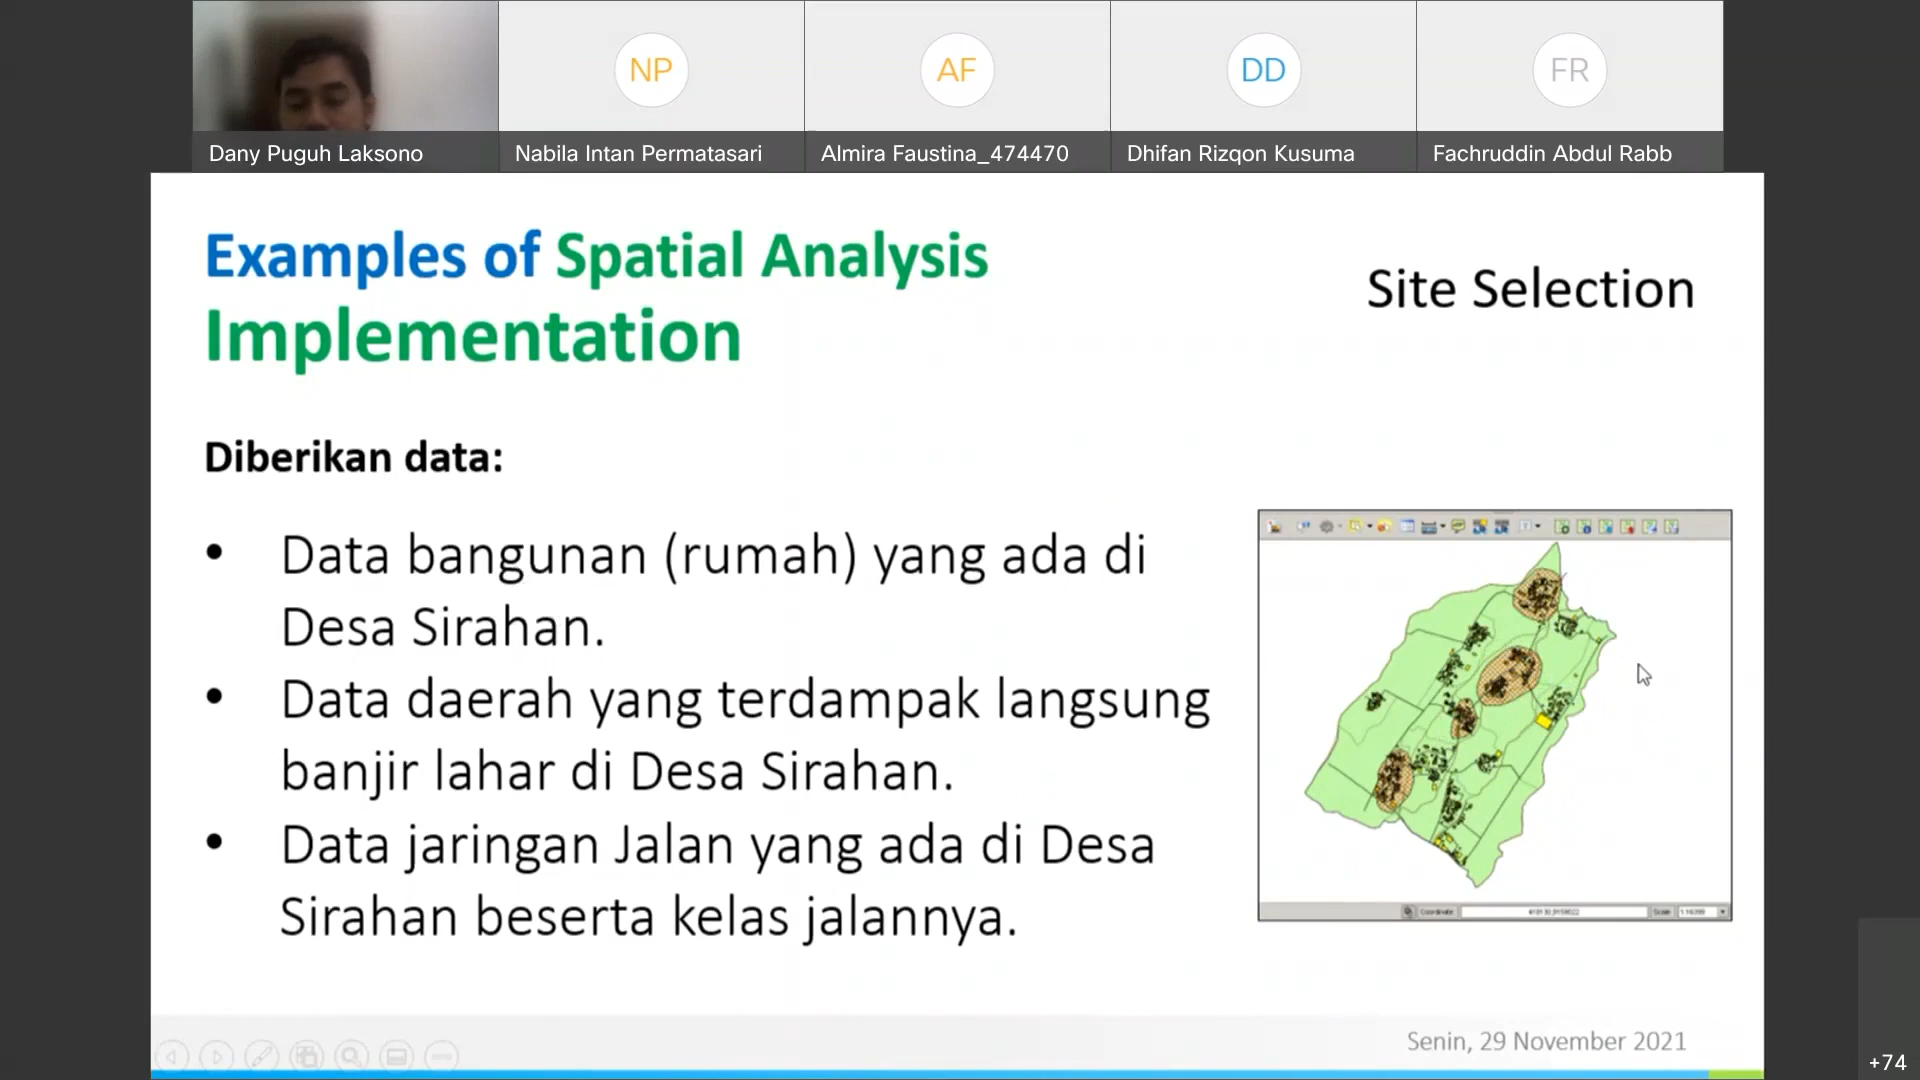 NP
AF
DD
FR
Dany Puguh Laksono
Nabila Intan Permatasari
Almira Faustina_474470
Dhifan Rizqon Kusuma
Fachruddin Abdul Rabb
Examples of Spatial Analysis
Implementation
Site Selection
Diberikan data:
• Data bangunan (rumah) yang ada di
Desa Sirahan.
• Data daerah yang terdampak langsung
banjir lahar di Desa Sirahan.
• Data jaringan Jalan yang ada di Desa
Sirahan beserta kelas jalannya.
Coordinate:
Scale
Senin, 29 November 2021
+74